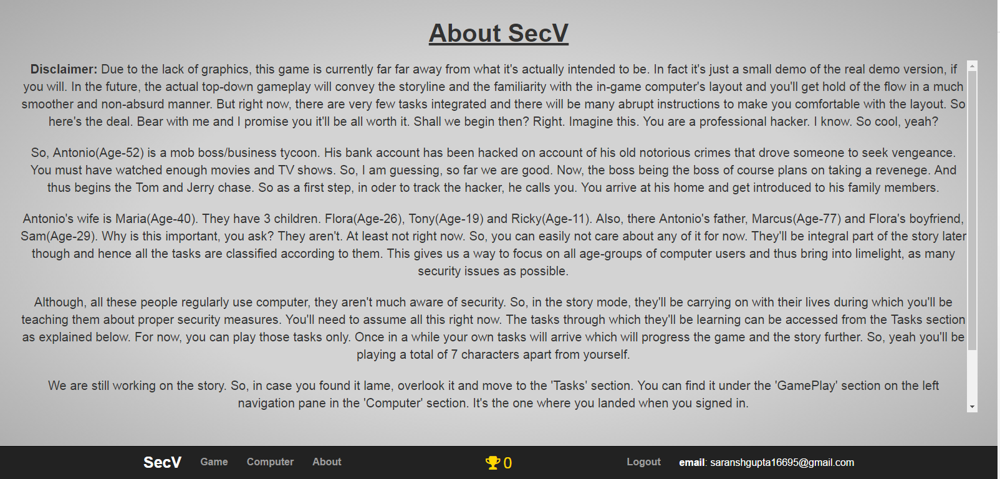 About SecV
Disclaimer: Due to the lack of graphics, this game is currently far far away from what it's actually intended to be. In fact it's just a small demo of the real demo version, if
you will. In the future, the actual top-down gameplay will convey the storyline and the familiarity with the in-game computer's layout and you'll get hold of the flow in a much
smoother and non-absurd manner. But right now, there are very few tasks integrated and there will be many abrupt instructions to make you comfortable with the layout. So
here's the deal. Bear with me and I promise you it'll be all worth it. Shall we begin then? Right. Imagine this. You are a professional hacker. I know. So cool, yeah?
So, Antonio(Age-52) is a mob boss/business tycoon. His bank account has been hacked on account of his old notorious crimes that drove someone to seek vengeance.
You must have watched enough movies and TV shows. So, I am guessing, so far we are good. Now, the boss being the boss of course plans on taking a revenege. And
thus begins the Tom and Jerry chase. So as a first step, in oder to track the hacker, he calls you. You arrive at his home and get introduced to his family members.
Antonio's wife is Maria(Age-40). They have 3 children. Flora(Age-26), Tony(Age-19) and Ricky(Age-11). Also, there Antonio's father, Marcus(Age-77) and Flora's boyfriend,
Sam(Age-29). Why is this important, you ask? They aren't. At least not right now. So, you can easily not care about any of it for now. They'll be integral part of the story later
though and hence all the tasks are classified according to them. This gives us a way to focus on all age-groups of computer users and thus bring into limelight, as many
security issues as possible.
Although, all these people regularly use computer, they aren't much aware of security. So, in the story mode, they'll be carrying on with their lives during which you'll be
teaching them about proper security measures. You'll need to assume all this right now. The tasks through which they'll be learning can be accessed from the Tasks section
as explained below. For now, you can play those tasks only. Once in a while your own tasks will arrive which will progress the game and the story further. So, yeah you'll be
playing a total of 7 characters apart from yourself.
We are still working on the story. So, in case you found it lame, overlook it and move to the 'Tasks' section. You can find it under the 'GamePlay' section on the left
navigation pane in the 'Computer' section. It's the one where you landed when you signed in.
SecV Game Computer About 0 Logout email: saranshgupta16695@gmail.com